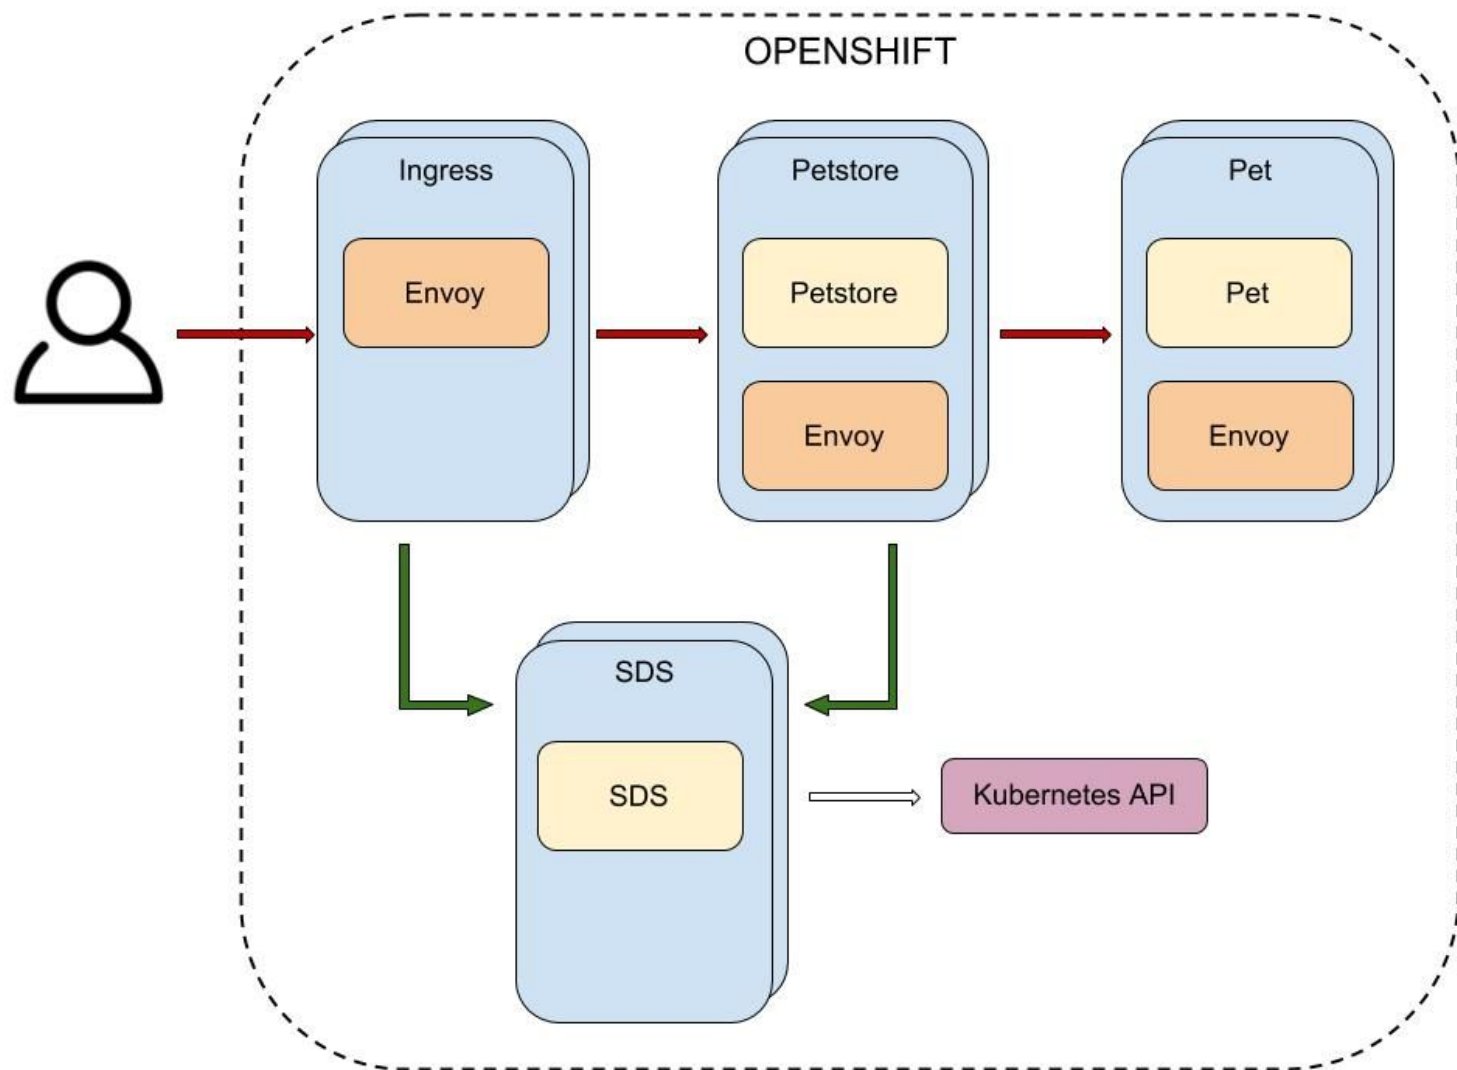 OPENSHIFT
Ingress
Envoy
Petstore
Petstore
Envoy
Pet
Pet
Envoy
SDS
SDS
Kubernetes API